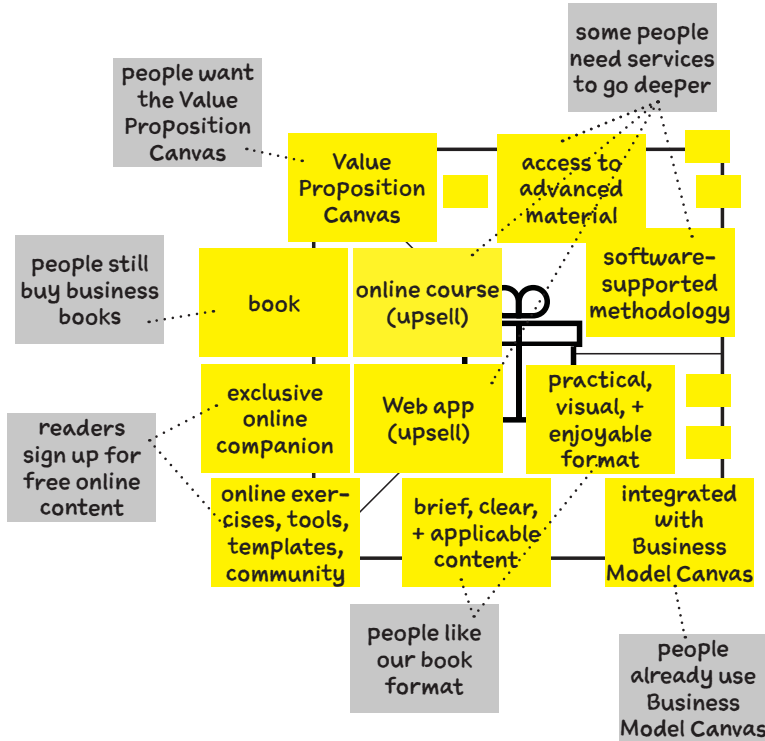 some people
need services
to go deeper
people want
the Value
Proposition
Canvas
Value
Proposition
Canvas
access to
advanced
material
software-
supported
methodology
people still
buy business
books
book
online course
(upsell)
exclusive
online
companion
Web app
(upsell)
practical,
visual, +
enjoyable
format
readers
sign up for
free online
content
online exer-
cises, tools,
templates,
community
brief, clear,
+ applicable
content
integrated
with
Business
Model Canvas
people like
our book
format
people
already use
Business
Model Canvas